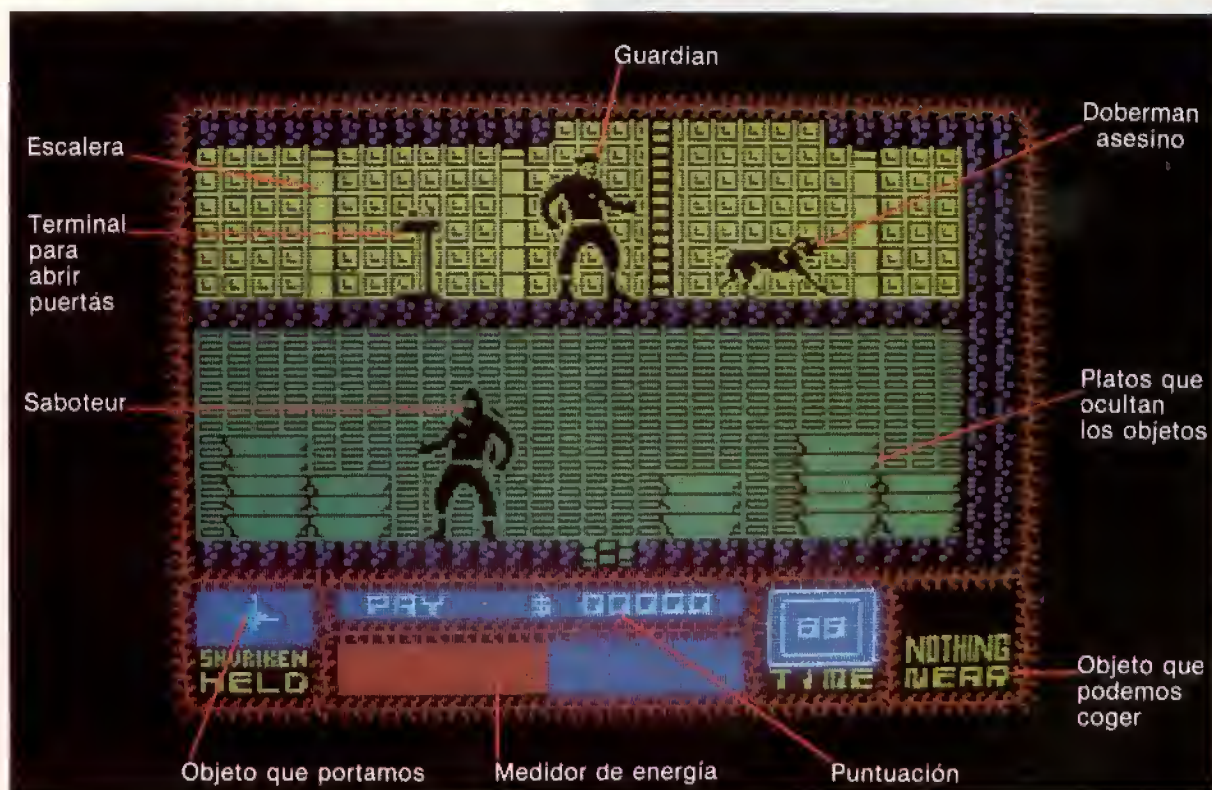 Guardian
Doberman
asesino
Escalera
Terminal
para
abrir
puertas
Saboteur
Platos que
ocultan
los objetos
PAY $ 00000
SHURIKEN
HELD
TIME
NOTHING
NEAR
Objeto que
podemos
coger
Objeto que portamos
Medidor de energía
Puntuación